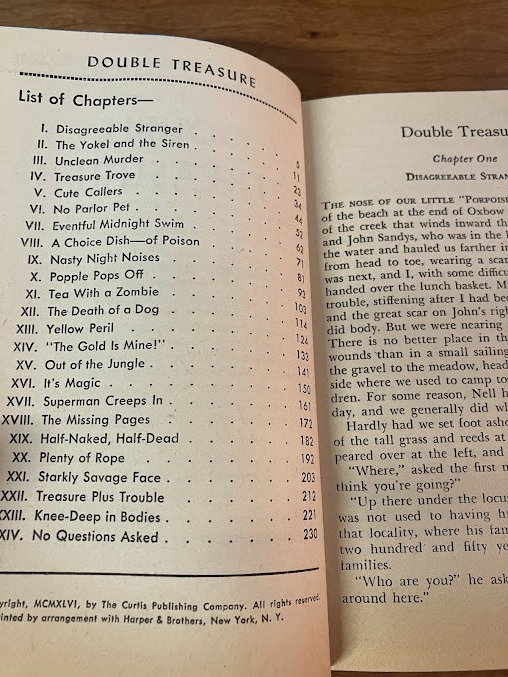 DOUBLE TREASURE
List of Chapters—
I. Disagreeable Stranger . . . . . 5
II. The Yokel and the Siren . . . . . 11
III. Unclean Murder . . . . . . 23
IV. Treasure Trove . . . . . . 34
V. Cute Callers . . . . . . 44
VI. No Parlor Pet . . . . . . 52
VII. Eventful Midnight Swim . . . . . 62
VIII. A Choice Dish—of Poison . . . . 71
IX. Nasty Night Noises . . . . . 81
X. Popple Pops Off . . . . . . 93
XI. Tea With a Zombie . . . . . 103
XII. The Death of a Dog . . . . . 114
XIII. Yellow Peril . . . . . . 124
XIV. "The Gold Is Mine!" . . . . . 133
XV. Out of the Jungle . . . . . 141
XVI. It's Magic . . . . . . 150
XVII. Superman Creeps In . . . . . 161
XVIII. The Missing Pages . . . . . 172
XIX. Half-Naked, Half-Dead . . . . 182
XX. Plenty of Rope . . . . . . 192
XXI. Starkly Savage Face . . . . . 203
XXII. Treasure Plus Trouble . . . . . 212
XXIII. Knee-Deep in Bodies . . . . . 221
XIV. No Questions Asked . . . . . 230
yright, MCMXLVI, by The Curtis Publishing Company. All rights reserved.
inted by arrangement with Harper & Brothers, New York, N. Y.
Double Treasu
Chapter One
DISAGREEABLE STRAN
THE NOSE OF OUR LITTLE "PORPOIS
of the beach at the end of Oxbow
of the creek that winds inward th
and John Sandys, who was in the
the water and hauled us farther i
from head to toe, wearing a scar
was next, and I, with some diffic
handed over the lunch basket. M
trouble, stiffening after I had bee
and the great scar on John's righ
did body. But we were nearing
There is no better place in th
wounds than in a small sailing
the gravel to the meadow, head
side where we used to camp to
dren. For some reason, Nell h
day, and we generally did wh
Hardly had we set foot asho
of the tall grass and reeds at
peared over at the left, and
"Where," asked the first m
think you're going?"
"Up there under the locus
was not used to having h
that locality, where his fam
two hundred and fifty ye
families.
"Who are you?" he ask
around here."